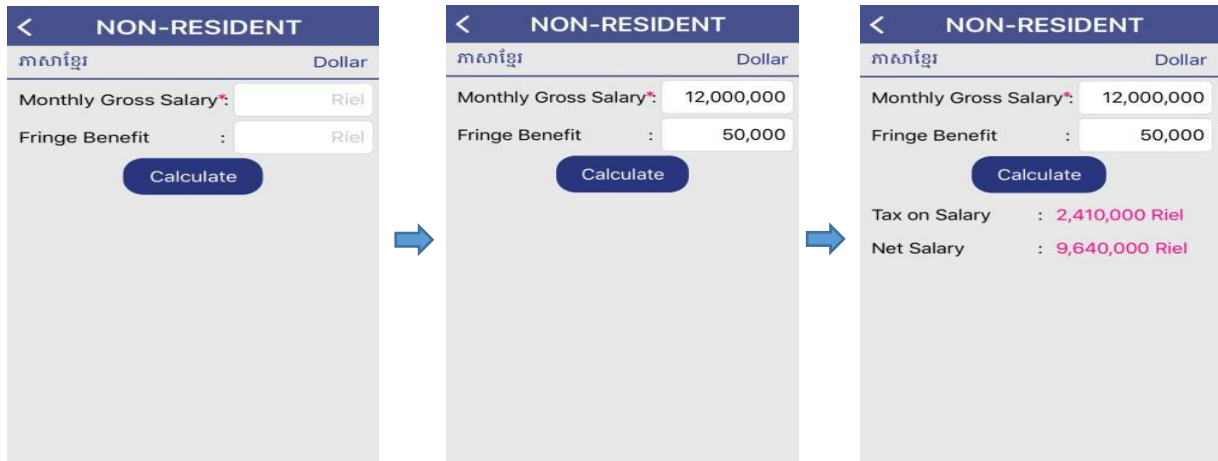 NON-RESIDENT
ភាសាខ្មែរ Dollar
Monthly Gross Salary*: Riel
Fringe Benefit : Riel
Calculate
NON-RESIDENT
ភាសាខ្មែរ Dollar
Monthly Gross Salary*: 12,000,000
Fringe Benefit : 50,000
Calculate
NON-RESIDENT
ភាសាខ្មែរ Dollar
Monthly Gross Salary*: 12,000,000
Fringe Benefit : 50,000
Calculate
Tax on Salary : 2,410,000 Riel
Net Salary : 9,640,000 Riel